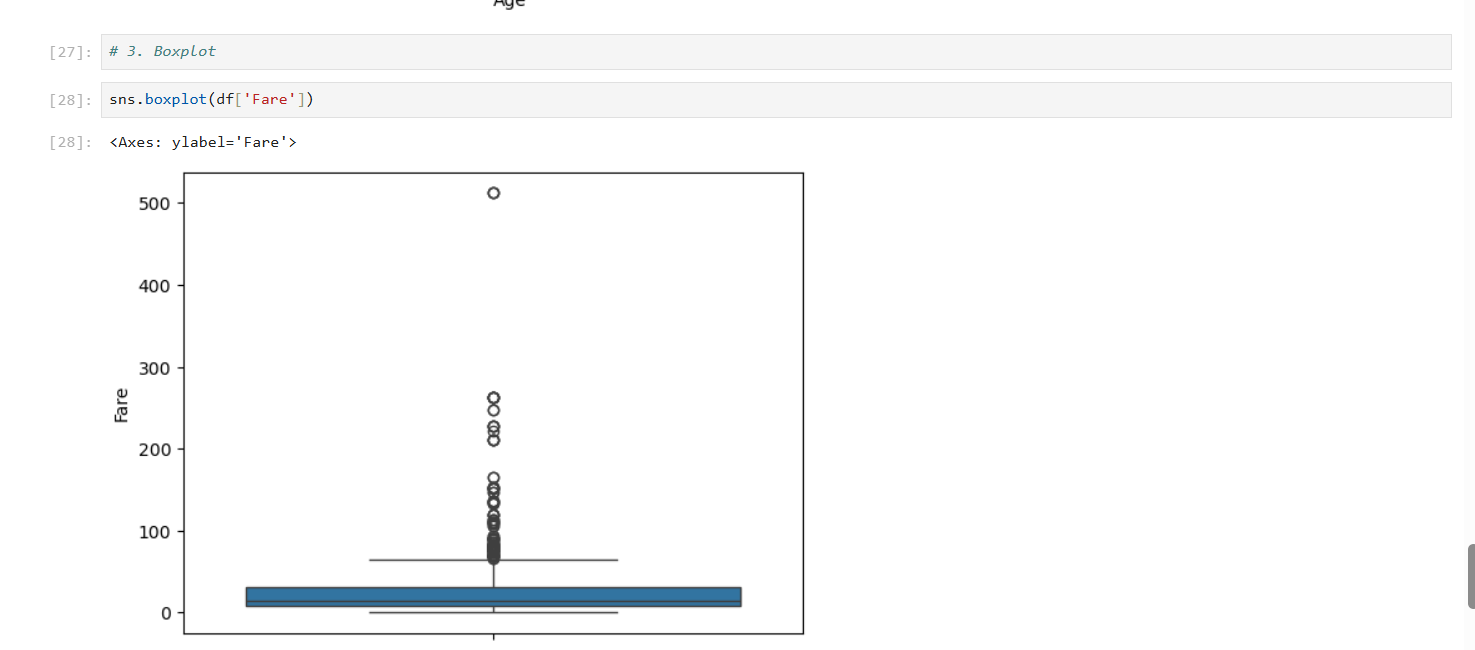 Age
[27]: # 3. Boxplot
[28]: sns.boxplot(df['Fare'])
[28]: <Axes: ylabel='Fare'>
500
400
300
Fare
200
100
0